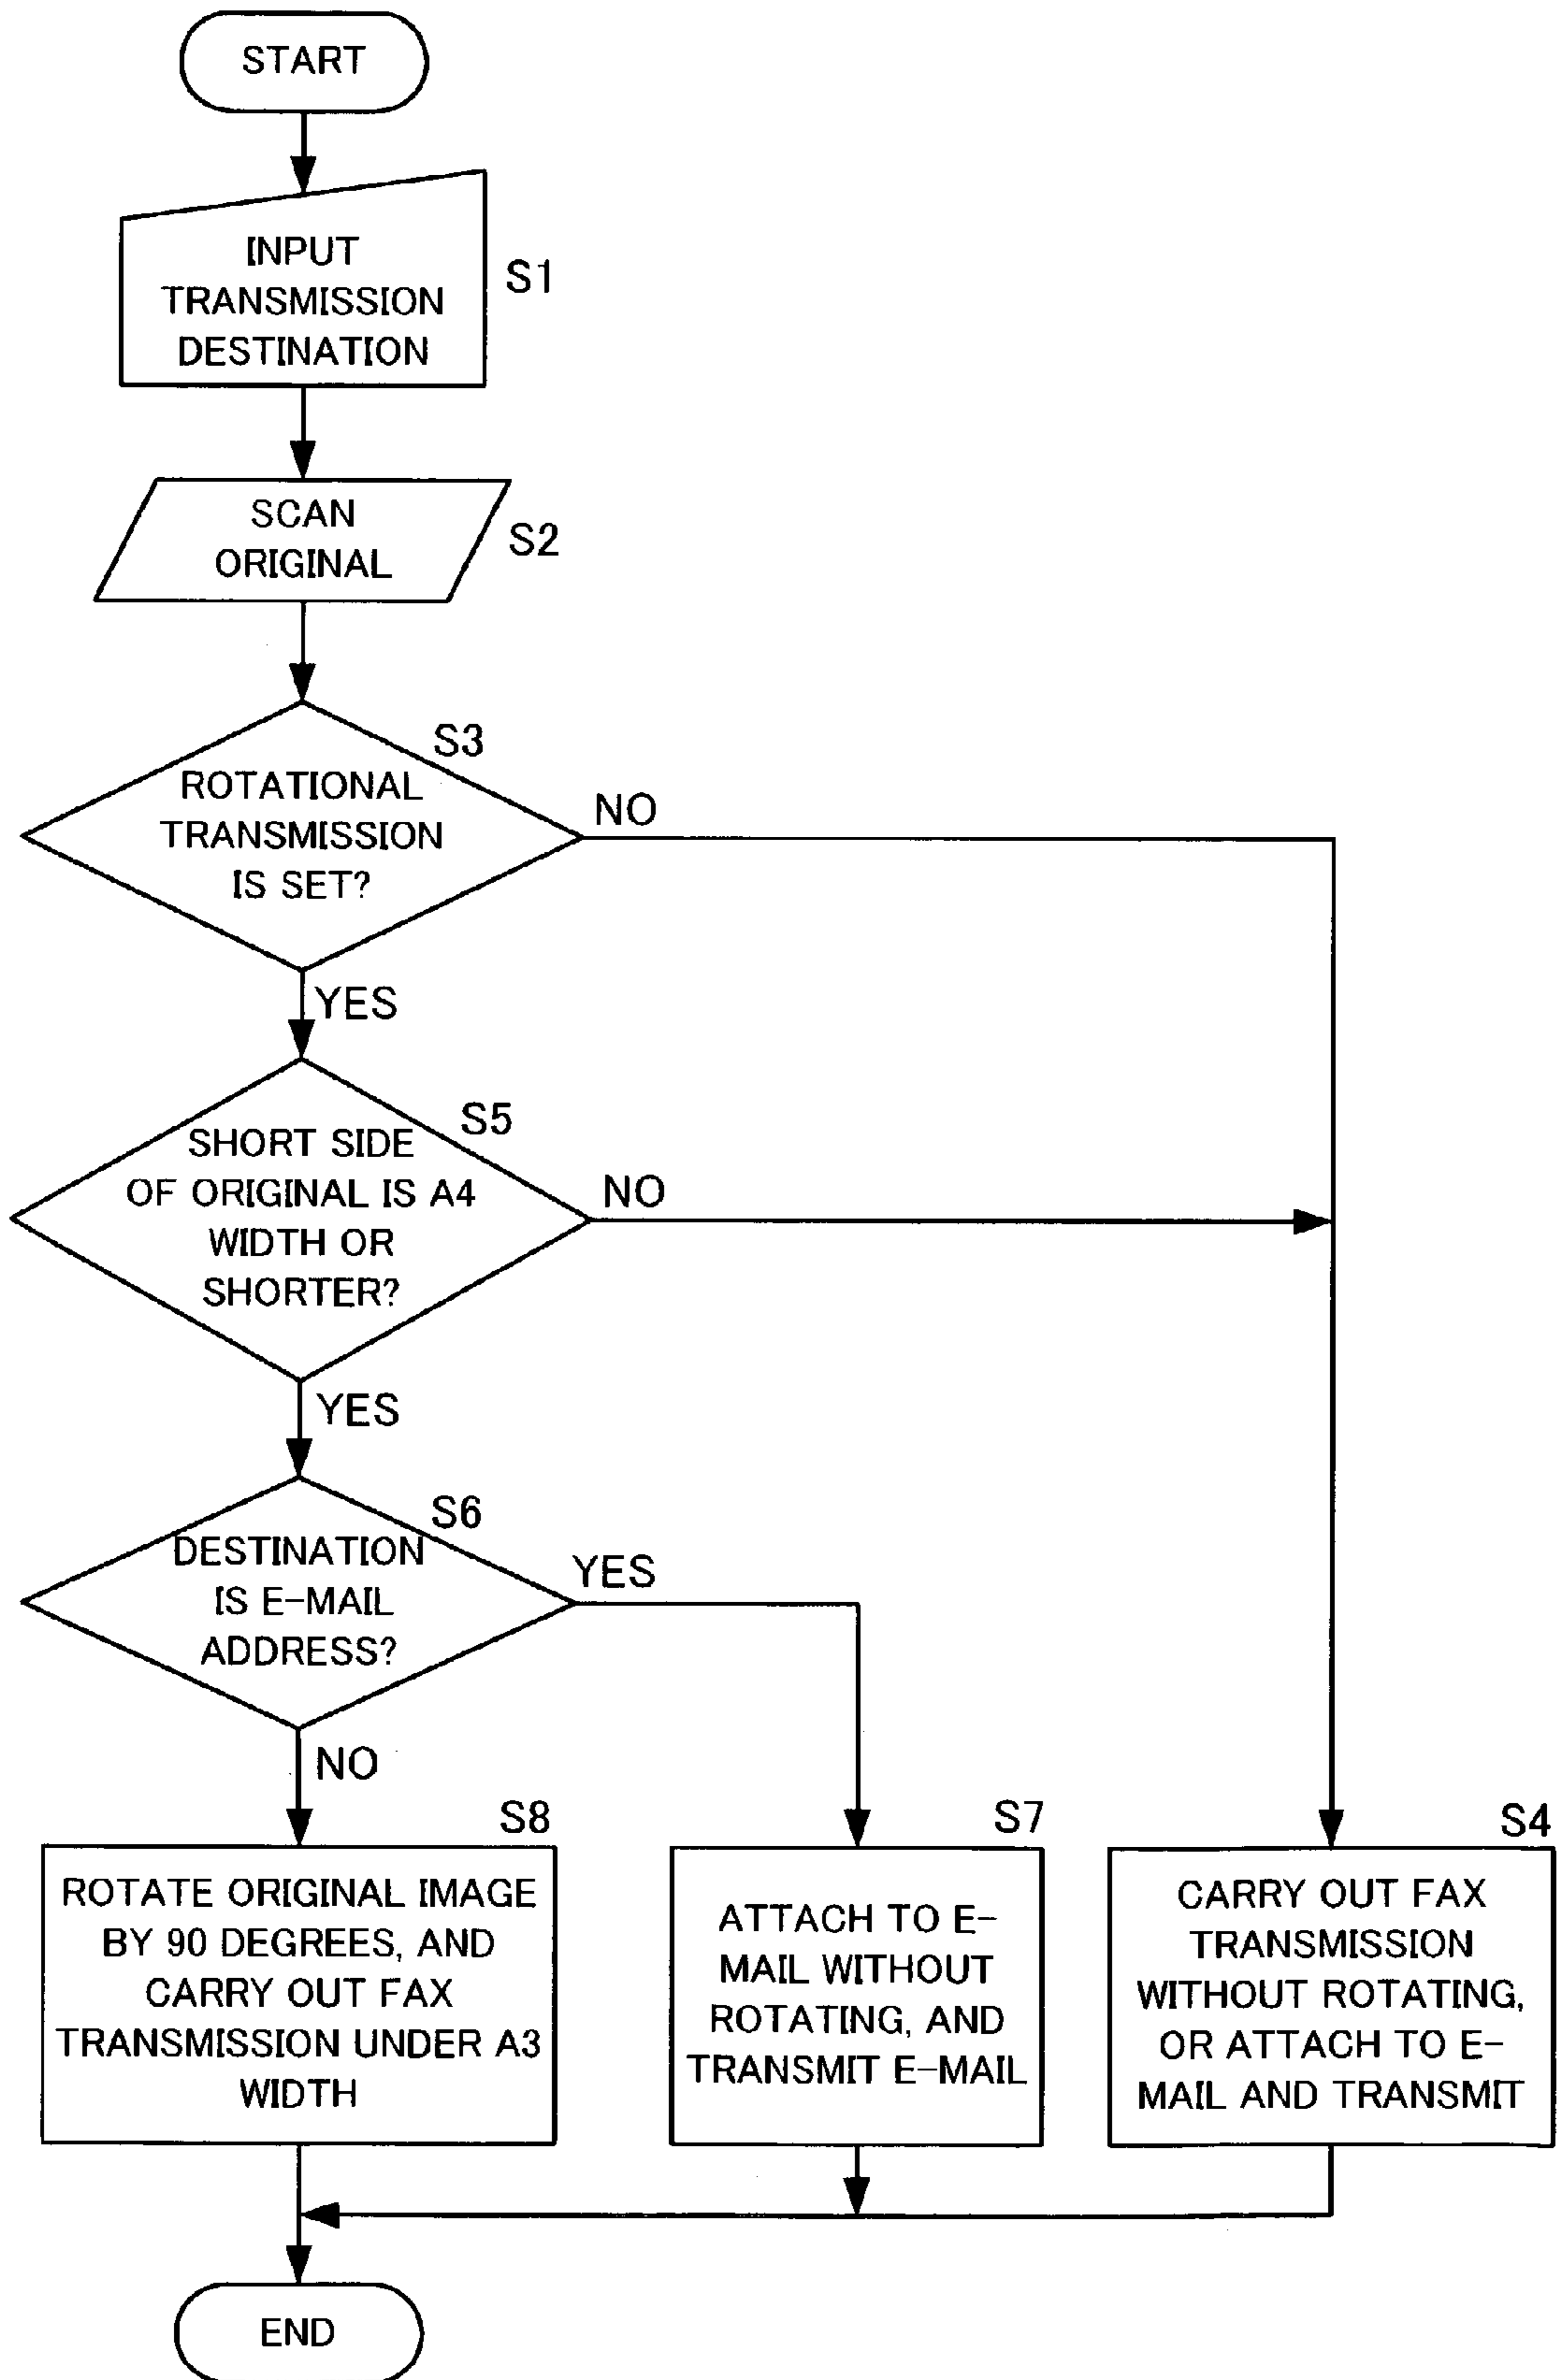 START
INPUT
TRANSMISSION
DESTINATION
S1
SCAN
ORIGINAL
S2
S3
ROTATIONAL
TRANSMISSION
IS SET?
NO
YES
S5
SHORT SIDE
OF ORIGINAL IS A4
WIDTH OR
SHORTER?
NO
YES
S6
DESTINATION
IS E-MAIL
ADDRESS?
YES
NO
S8
ROTATE ORIGINAL IMAGE
BY 90 DEGREES, AND
CARRY OUT FAX
TRANSMISSION UNDER A3
WIDTH
S7
ATTACH TO E-
MAIL WITHOUT
ROTATING, AND
TRANSMIT E-MAIL
S4
CARRY OUT FAX
TRANSMISSION
WITHOUT ROTATING,
OR ATTACH TO E-
MAIL AND TRANSMIT
END